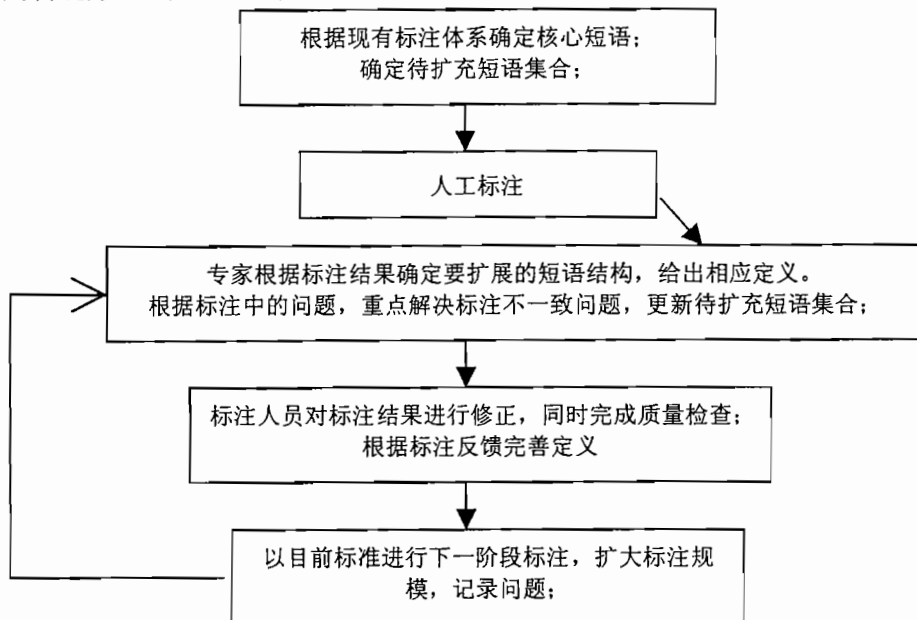 根据现有标注体系确定核心短语；
确定待扩充短语集合；
人工标注
专家根据标注结果确定要扩展的短语结构，给出相应定义。
根据标注中的问题，重点解决标注不一致问题，更新待扩充短语集合；
标注人员对标注结果进行修正，同时完成质量检查；
根据标注反馈完善定义
以目前标准进行下一阶段标注，扩大标注规
模，记录问题；